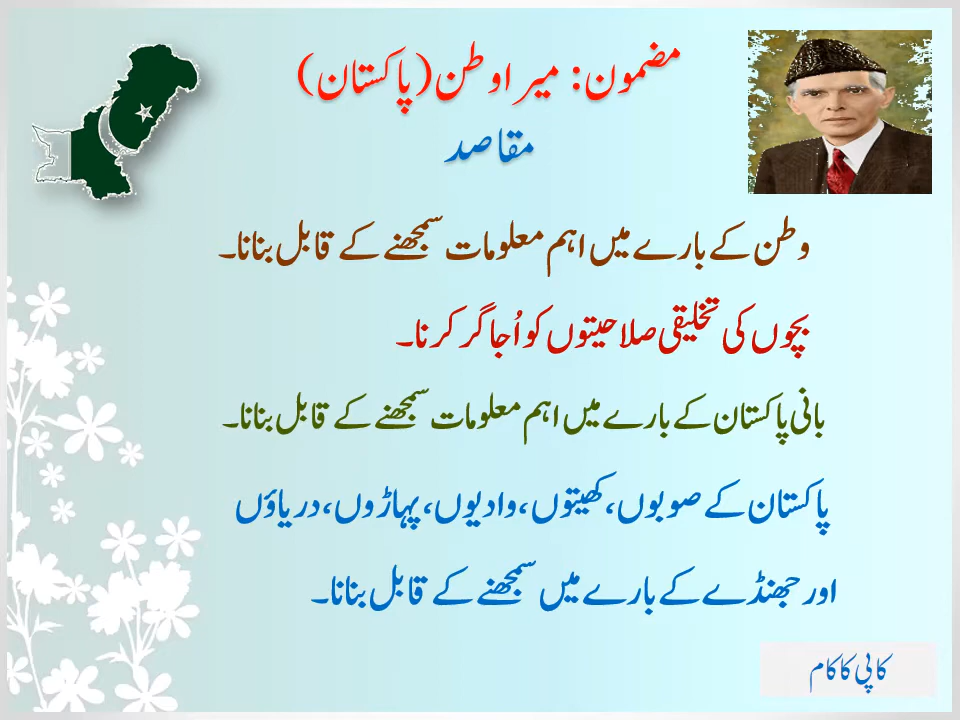 مضمون: میرا وطن (پاکستان)
مقاصد
وطن کے بارے میں اہم معلومات سمجھنے کے قابل بنانا۔
بچوں کی تخلیقی صلاحیتوں کو اُجاگر کرنا۔
بانی پاکستان کے بارے میں اہم معلومات سمجھنے کے قابل بنانا۔
پاکستان کے صوبوں، کھیتوں، وادیوں، پہاڑوں، دریاؤں
اور جھنڈے کے بارے میں سمجھنے کے قابل بنانا۔
کاپی کا کام